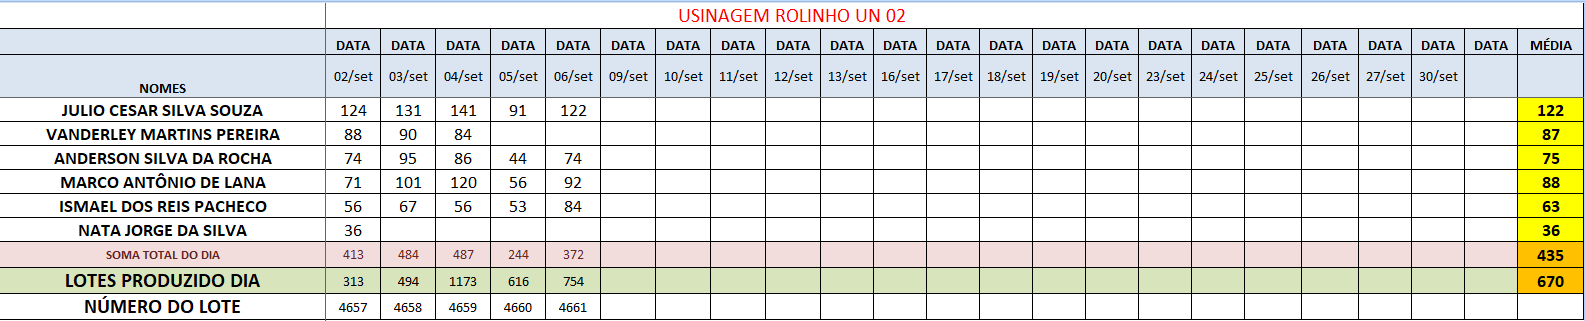 USINAGEM ROLINHO UN 02
DATA DATA DATA DATA DATA DATA DATA DATA DATA DATA DATA DATA DATA DATA DATA DATA DATA DATA DATA DATA DATA DATA MÉDIA
NOMES 02/set 03/set 04/set 05/set 06/set 09/set 10/set 11/set 12/set 13/set 16/set 17/set 18/set 19/set 20/set 23/set 24/set 25/set 26/set 27/set 30/set
JULIO CESAR SILVA SOUZA 124 131 141 91 122 122
VANDERLEY MARTINS PEREIRA 88 90 84 87
ANDERSON SILVA DA ROCHA 74 95 86 44 74 75
MARCO ANTÔNIO DE LANA 71 101 120 56 92 88
ISMAEL DOS REIS PACHECO 56 67 56 53 84 63
NATA JORGE DA SILVA 36 36
SOMA TOTAL DO DIA 413 484 487 244 372 435
LOTES PRODUZIDO DIA 313 494 1173 616 754 670
NÚMERO DO LOTE 4657 4658 4659 4660 4661